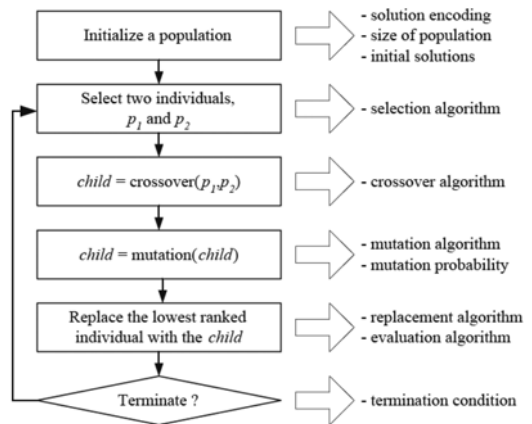 Initialize a population
- solution encoding
- size of population
- initial solutions
Select two individuals,
p1 and p2
- selection algorithm
child = crossover(p1,p2)
- crossover algorithm
child = mutation(child)
- mutation algorithm
- mutation probability
Replace the lowest ranked
individual with the child
- replacement algorithm
- evaluation algorithm
Terminate ?
- termination condition